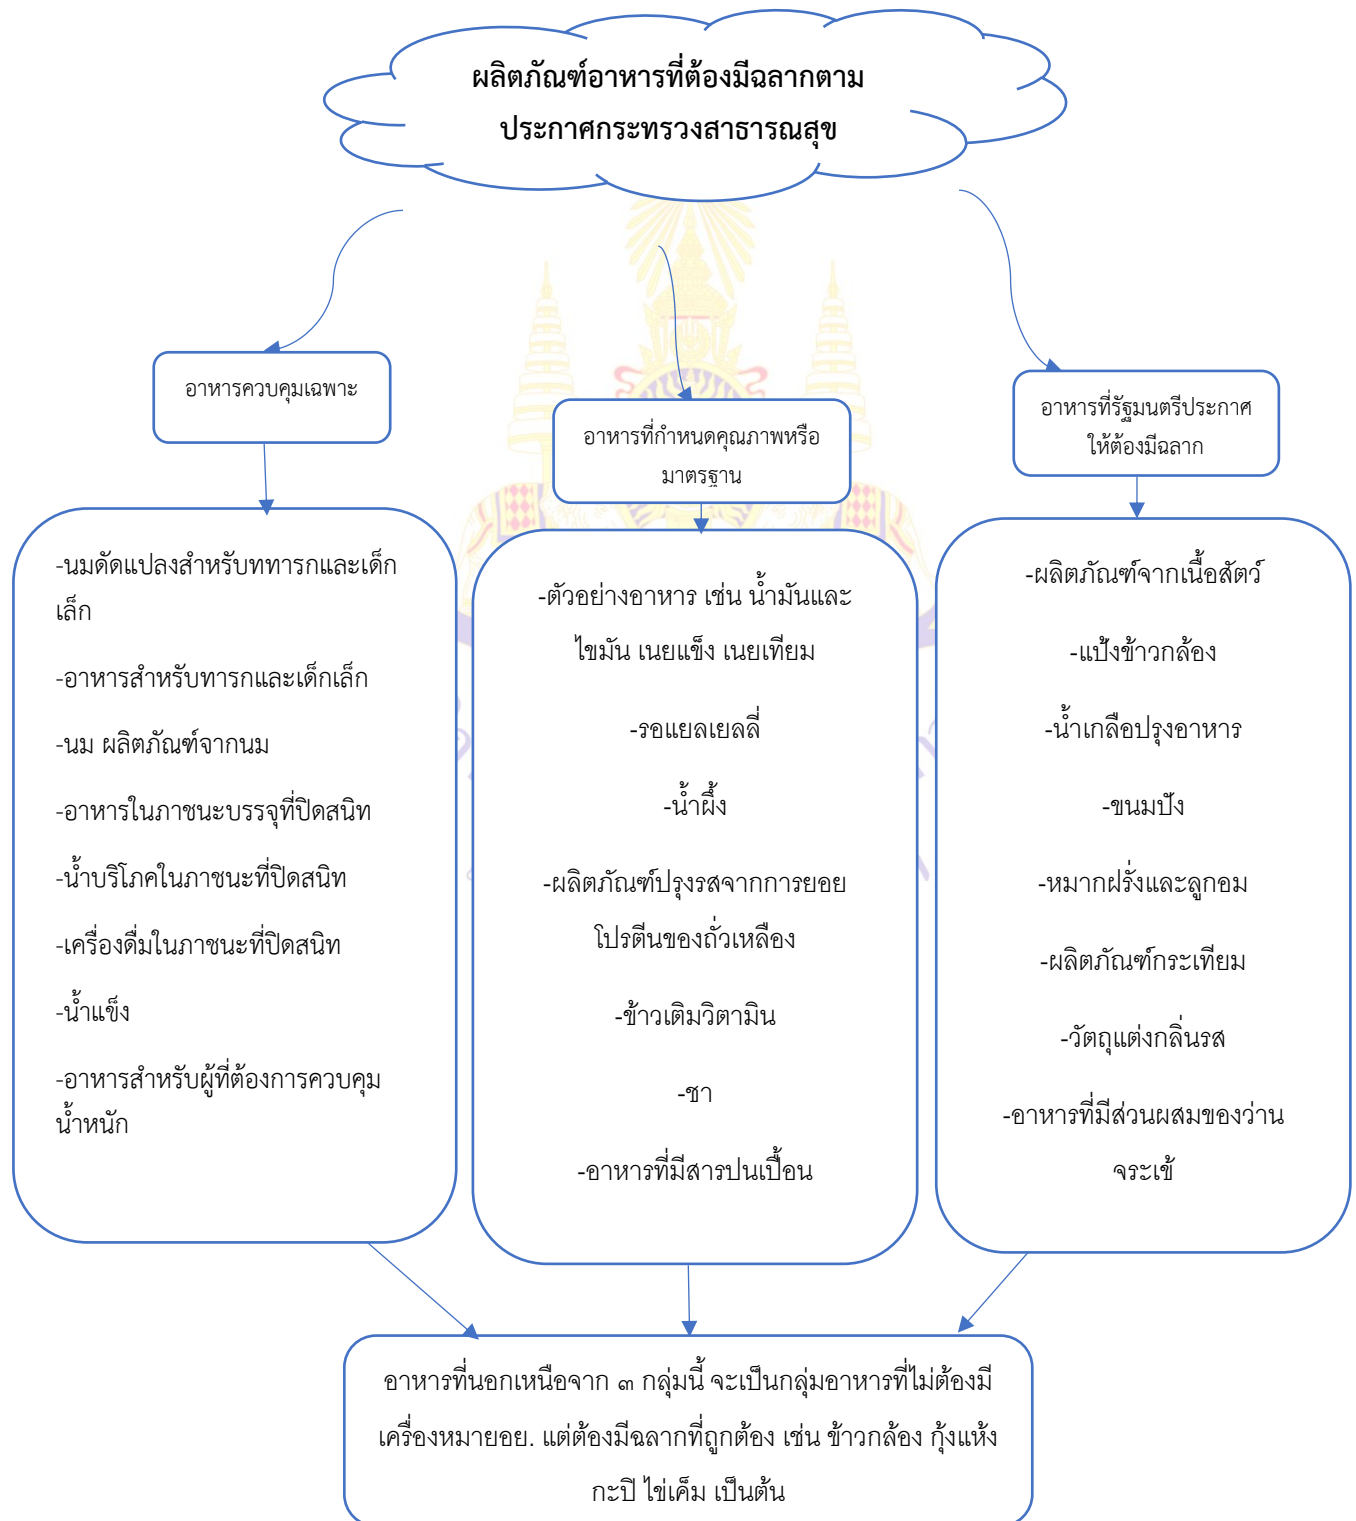 ผลิตภัณฑ์อาหารที่ต้องมีฉลากตาม
ประกาศกระทรวงสาธารณสุข
อาหารควบคุมเฉพาะ
อาหารที่กำหนดคุณภาพหรือ
มาตรฐาน
อาหารที่รัฐมนตรีประกาศ
ให้ต้องมีฉลาก
-นมดัดแปลงสำหรับททารกและเด็ก
เล็ก
-อาหารสำหรับทารกและเด็กเล็ก
-นม ผลิตภัณฑ์จากนม
-อาหารในภาชนะบรรจุที่ปิดสนิท
-น้ำบริโภคในภาชนะที่ปิดสนิท
-เครื่องดื่มในภาชนะที่ปิดสนิท
-น้ำแข็ง
-อาหารสำหรับผู้ที่ต้องการควบคุม
น้ำหนัก
-ตัวอย่างอาหาร เช่น น้ำมันและ
ไขมัน เนยแข็ง เนยเทียม
-รอแยลเยลลี่
-น้ำผึ้ง
-ผลิตภัณฑ์ปรุงรสจากการยอย
โปรตีนของถั่วเหลือง
-ข้าวเติมวิตามิน
-ชา
-อาหารที่มีสารปนเปื้อน
-ผลิตภัณฑ์จากเนื้อสัตว์
-แป้งข้าวกล้อง
-น้ำเกลือปรุงอาหาร
-ขนมปัง
-หมากฝรั่งและลูกอม
-ผลิตภัณฑ์กระเทียม
-วัตถุแต่งกลิ่นรส
-อาหารที่มีส่วนผสมของว่าน
จระเข้
อาหารที่นอกเหนือจาก ๓ กลุ่มนี้ จะเป็นกลุ่มอาหารที่ไม่ต้องมี
เครื่องหมายอย. แต่ต้องมีฉลากที่ถูกต้อง เช่น ข้าวกล้อง กุ้งแห้ง
กะปิ ไข่เค็ม เป็นต้น